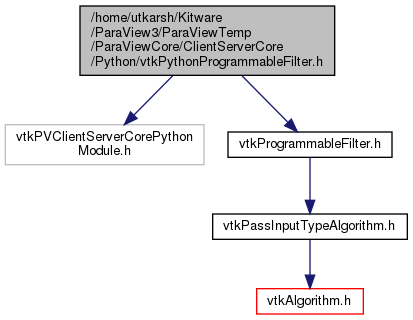 /home/utkarsh/Kitware
/ParaView3/ParaViewTemp
/ParaViewCore/ClientServerCore
/Python/vtkPythonProgrammableFilter.h
vtkPVClientServerCorePython
Module.h
vtkProgrammableFilter.h
vtkPassInputTypeAlgorithm.h
vtkAlgorithm.h